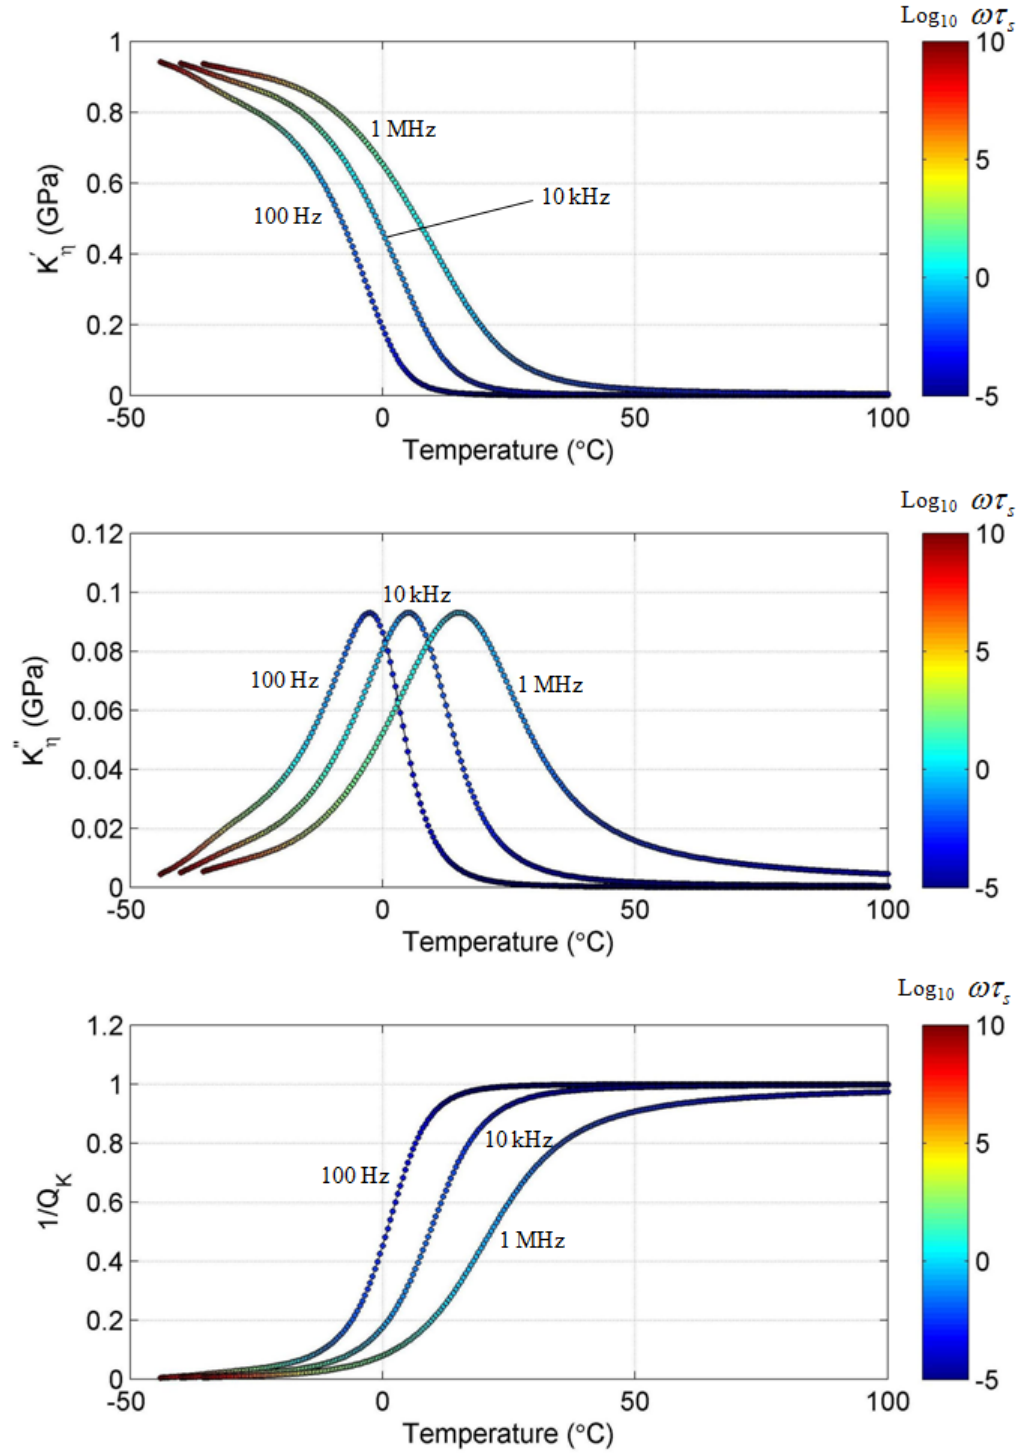 Log₁₀ ωτₛ
1
0.8
0.6
0.4
0.2
0
K′η (GPa)
1 MHz
10 kHz
100 Hz
-50
0
50
100
Temperature (°C)
10
5
0
-5
Log₁₀ ωτₛ
0.12
0.1
0.08
0.06
0.04
0.02
0
K″η (GPa)
10 kHz
100 Hz
1 MHz
-50
0
50
100
Temperature (°C)
10
5
0
-5
Log₁₀ ωτₛ
1.2
1
0.8
0.6
0.4
0.2
0
1/Q_K
100 Hz
10 kHz
1 MHz
-50
0
50
100
Temperature (°C)
10
5
0
-5